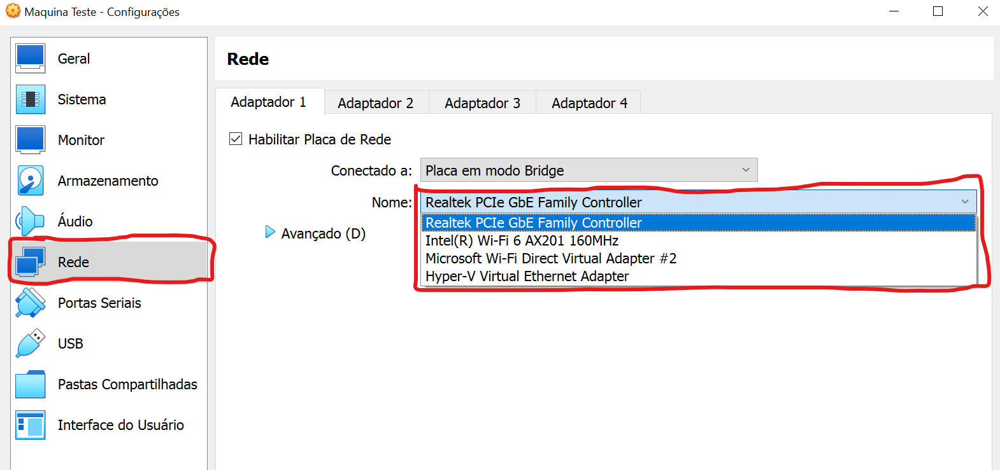 Maquina Teste - Configurações
Geral
Sistema
Monitor
Armazenamento
Áudio
Rede
Portas Seriais
USB
Pastas Compartilhadas
Interface do Usuário
Rede
Adaptador 1
Adaptador 2
Adaptador 3
Adaptador 4
Habilitar Placa de Rede
Conectado a: Placa em modo Bridge
Nome: Realtek PCIe GbE Family Controller
Realtek PCIe GbE Family Controller
Intel(R) Wi-Fi 6 AX201 160MHz
Microsoft Wi-Fi Direct Virtual Adapter #2
Hyper-V Virtual Ethernet Adapter
Avançado (D)